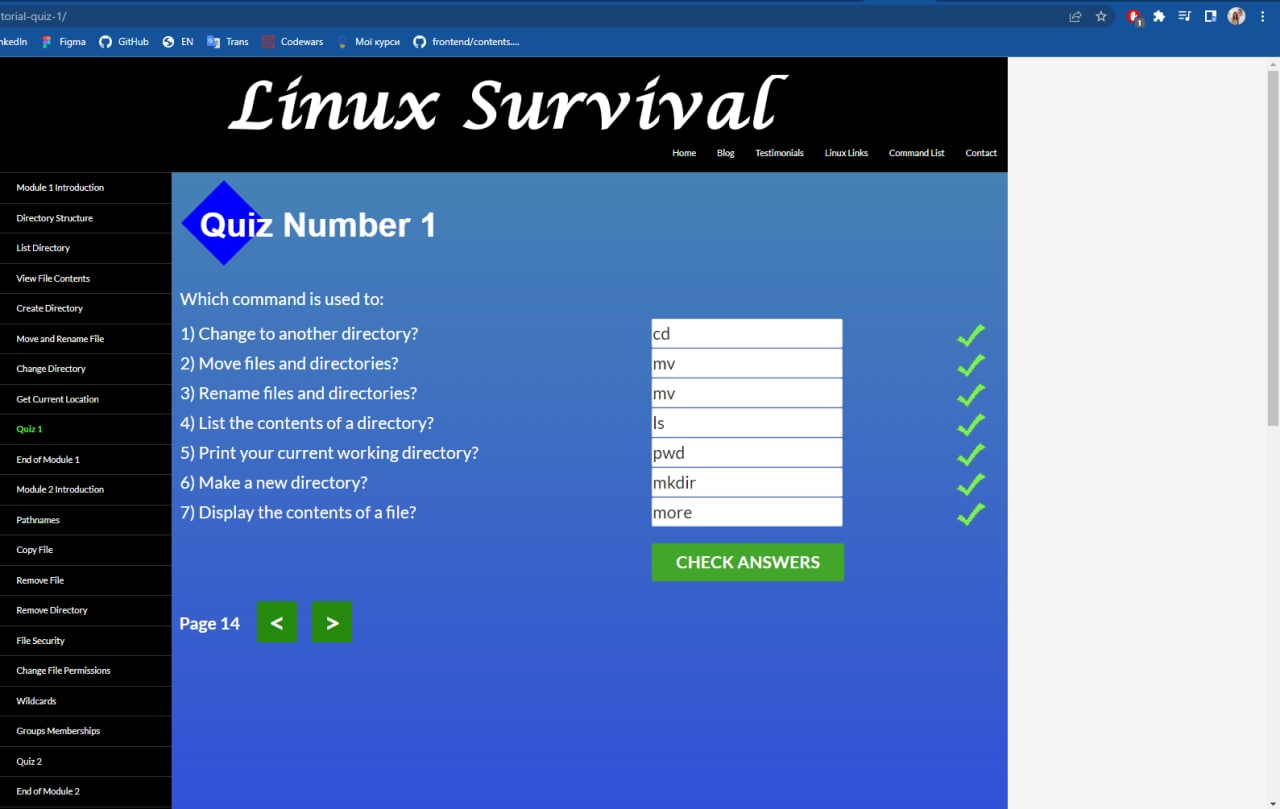 torial-quiz-1/
nkedIn Figma GitHub EN Trans Codewars Мої курси frontend/contents....
Linux Survival
Home Blog Testimonials Linux Links Command List Contact
Module 1 Introduction
Directory Structure
List Directory
View File Contents
Create Directory
Move and Rename File
Change Directory
Get Current Location
Quiz 1
End of Module 1
Module 2 Introduction
Pathnames
Copy File
Remove File
Remove Directory
File Security
Change File Permissions
Wildcards
Groups Memberships
Quiz 2
End of Module 2
Quiz Number 1
Which command is used to:
1) Change to another directory? cd
2) Move files and directories? mv
3) Rename files and directories? mv
4) List the contents of a directory? ls
5) Print your current working directory? pwd
6) Make a new directory? mkdir
7) Display the contents of a file? more
CHECK ANSWERS
Page 14 < >